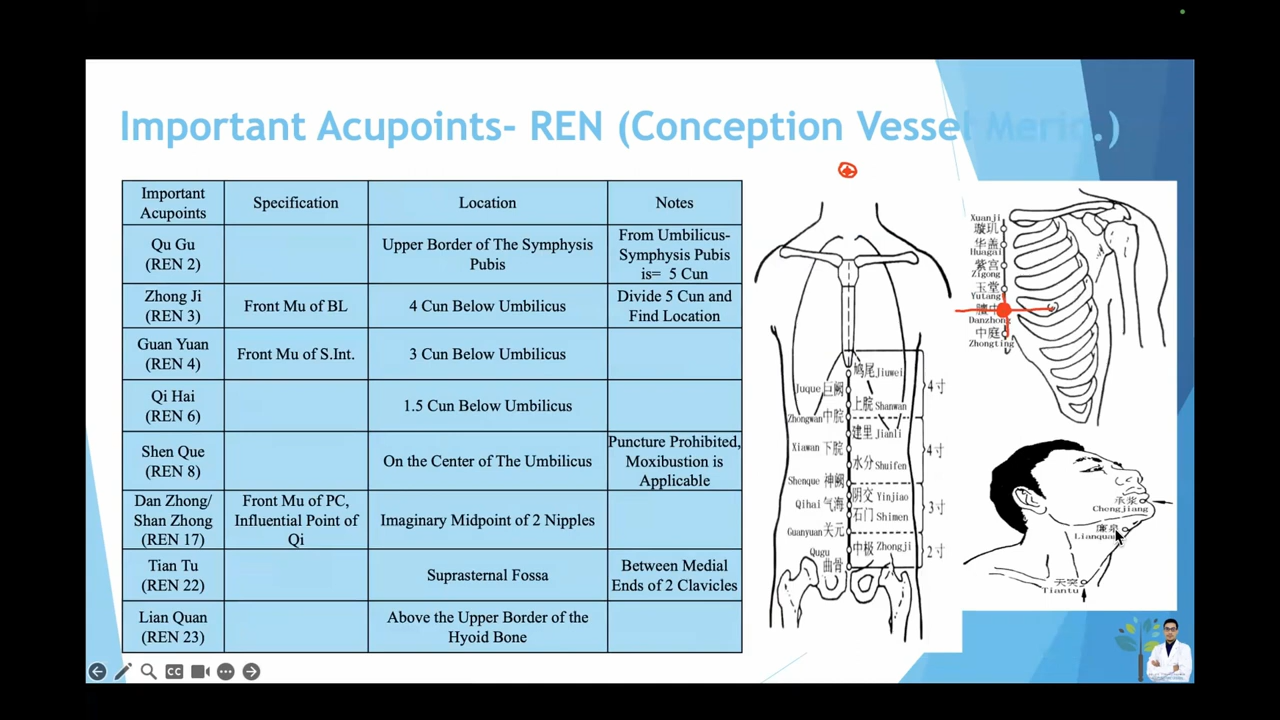 Important Acupoints- REN (Conception Vessel Merid.)
Important Acupoints
Specification
Location
Notes
Qu Gu (REN 2)
Upper Border of The Symphysis Pubis
From Umbilicus- Symphysis Pubis is= 5 Cun
Zhong Ji (REN 3)
Front Mu of BL
4 Cun Below Umbilicus
Divide 5 Cun and Find Location
Guan Yuan (REN 4)
Front Mu of S.Int.
3 Cun Below Umbilicus
Qi Hai (REN 6)
1.5 Cun Below Umbilicus
Shen Que (REN 8)
On the Center of The Umbilicus
Puncture Prohibited, Moxibustion is Applicable
Dan Zhong/ Shan Zhong (REN 17)
Front Mu of PC, Influential Point of Qi
Imaginary Midpoint of 2 Nipples
Tian Tu (REN 22)
Suprasternal Fossa
Between Medial Ends of 2 Clavicles
Lian Quan (REN 23)
Above the Upper Border of the Hyoid Bone
鸠尾 Jiuwei
Juque 巨阙
4寸
上脘 Shanwan
Zhongwan 中脘
建里 Jianli
Xiawan 下脘
4寸
水分 Shuifen
Shenque 神阙
阴交 Yinjiao
Qihai 气海
3寸
石门 Shimen
Guanyuan 关元
中极 Zhongji
2寸
Qugu
曲骨
Xuanji
璇玑
华盖
Huagai
紫宫
Zigong
玉堂
Yutang
膻中
Danzhong
中庭
Zhongting
承浆
Chengjiang
廉泉
Lianquan
天突
Tiantu
CC